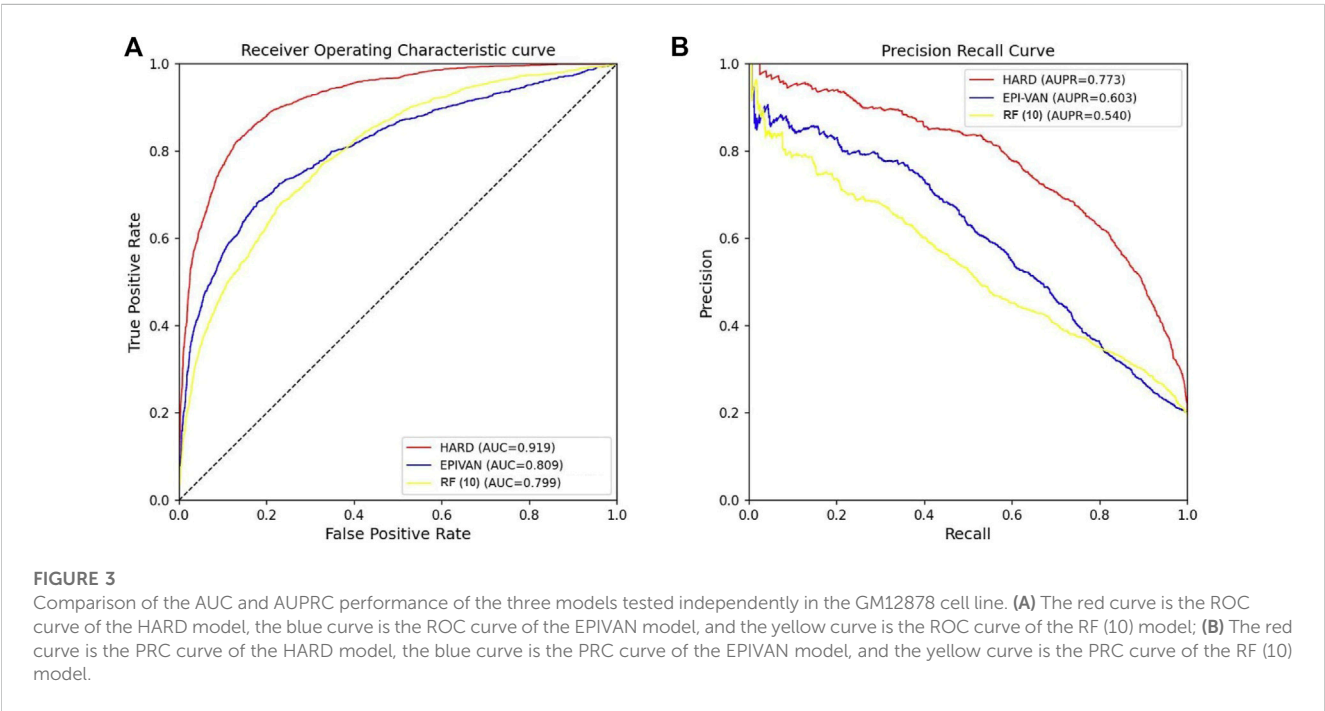 A
Receiver Operating Characteristic curve
1.0
0.8
0.6
0.4
0.2
0.0
True Positive Rate
HARD (AUC=0.919)
EPIVAN (AUC=0.809)
RF (10) (AUC=0.799)
0.0 0.2 0.4 0.6 0.8 1.0
False Positive Rate
B
Precision Recall Curve
1.0
0.8
0.6
0.4
0.2
0.0
Precision
HARD (AUPR=0.773)
EPI-VAN (AUPR=0.603)
RF (10) (AUPR=0.540)
0.0 0.2 0.4 0.6 0.8 1.0
Recall
FIGURE 3
Comparison of the AUC and AUPRC performance of the three models tested independently in the GM12878 cell line. (A) The red curve is the ROC
curve of the HARD model, the blue curve is the ROC curve of the EPIVAN model, and the yellow curve is the ROC curve of the RF (10) model; (B) The red
curve is the PRC curve of the HARD model, the blue curve is the PRC curve of the EPIVAN model, and the yellow curve is the PRC curve of the RF (10)
model.